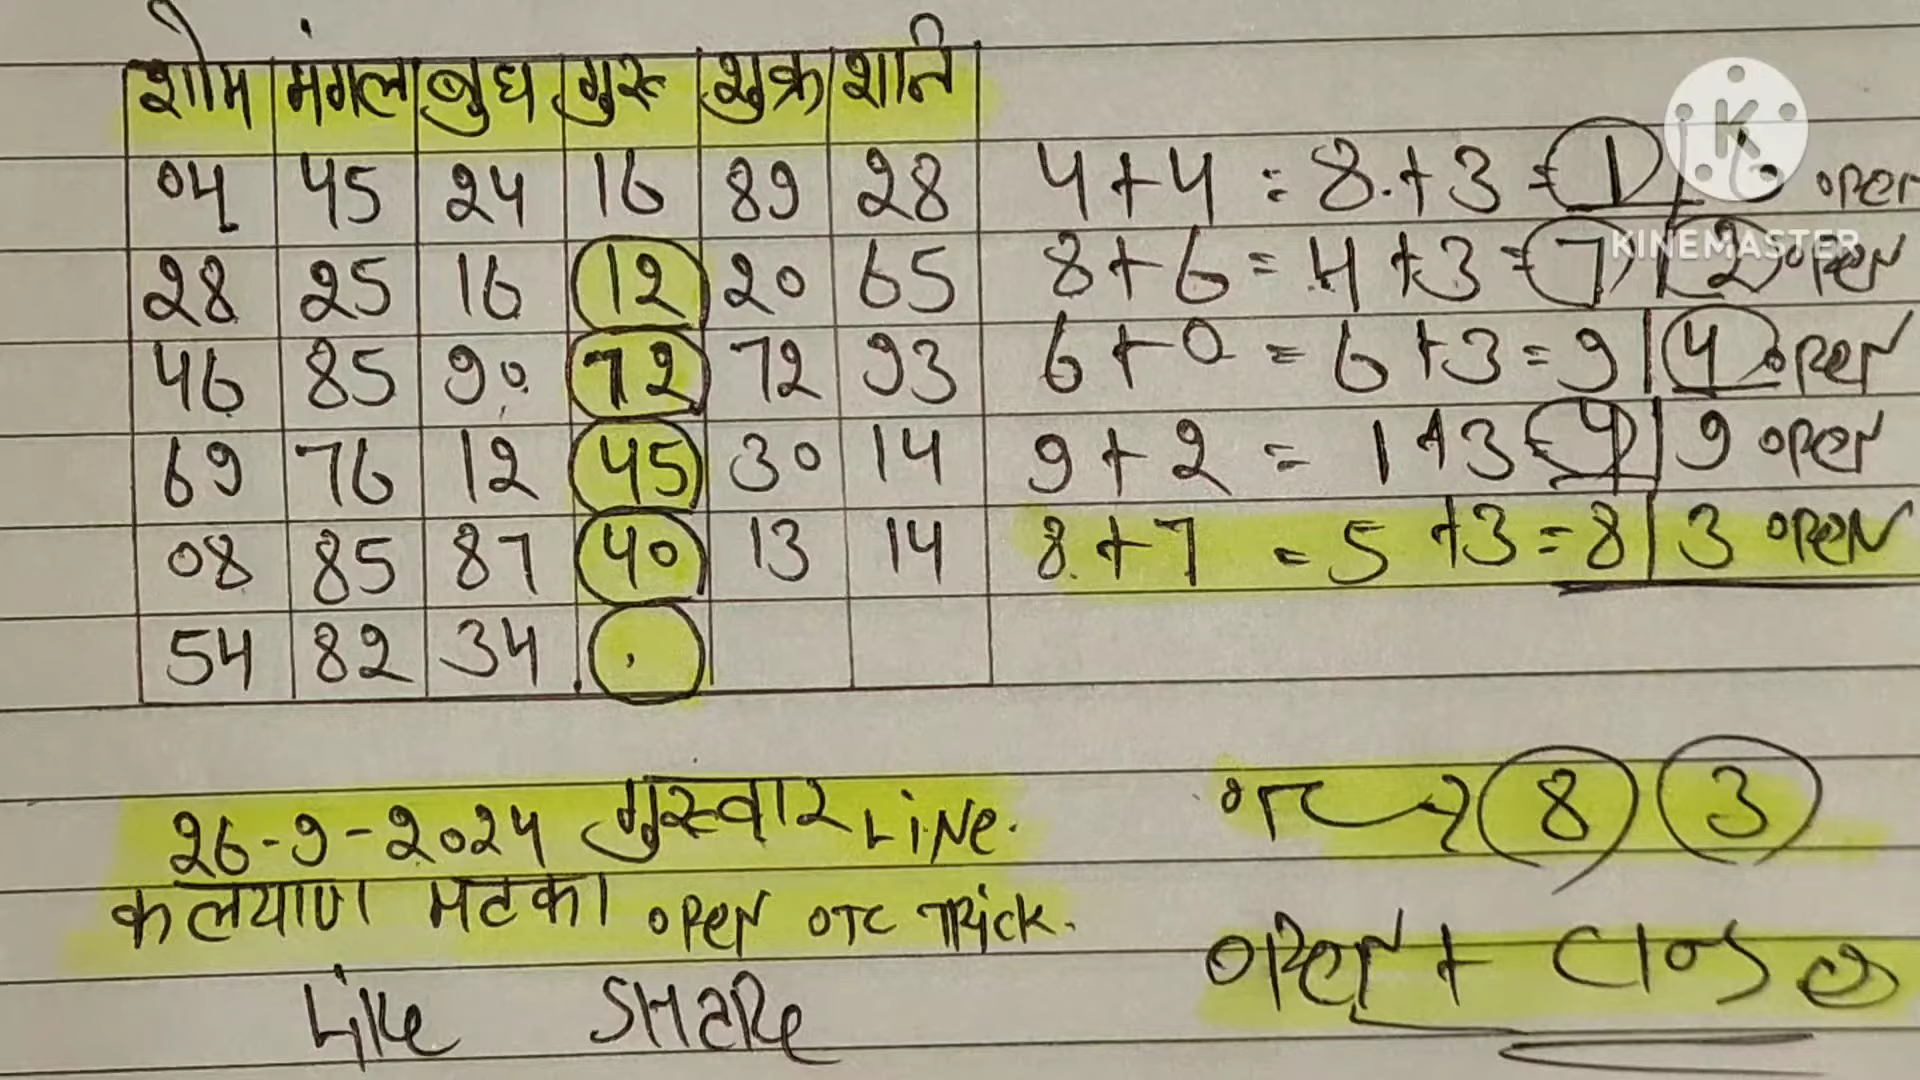 शोम मंगल बुध गुरु शुक्र शनि
04 45 24 16 89 28 4+4 = 8+3 = 1 | 6 open
28 25 16 12 20 65 8+6 = 4+3 = 7 | 2 open
46 85 90 72 72 93 6+0 = 6+3 = 9 | 4 open
69 76 12 45 30 14 9+2 = 1+3 = 4 | 9 open
08 85 87 40 13 14 8+7 = 5+3 = 8 | 3 open
54 82 34
K
KINEMASTER
26-9-2024 गुरुवार LiNe.
OTC → 8 3
कलयाण मटका OPEN OTC TRick.
open + close
Like SHARe